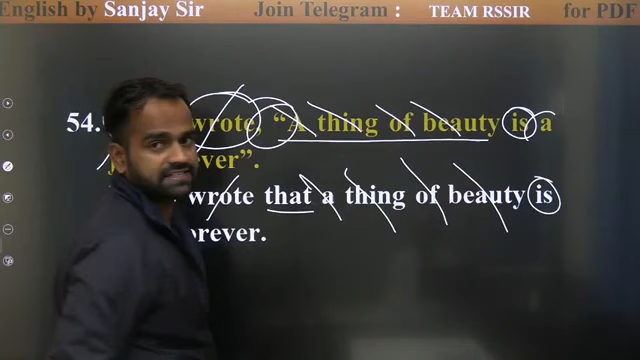 English by Sanjay Sir Join Telegram : TEAM RSSIR for PDF
54. wrote, “A thing of beauty is a
ever”.
wrote that a thing of beauty is
orever.